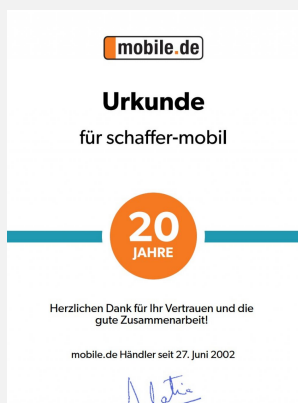 mobile.de
Urkunde
für schaffer-mobil
20
JAHRE
Herzlichen Dank für Ihr Vertrauen und die
gute Zusammenarbeit!
mobile.de Händler seit 27. Juni 2002